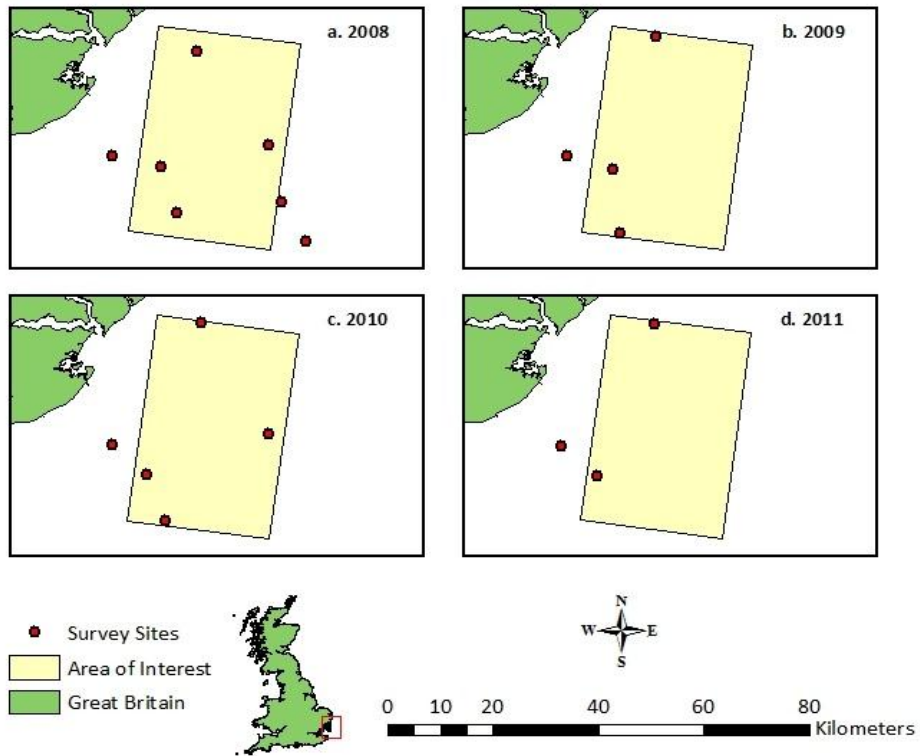 a. 2008
b. 2009
c. 2010
d. 2011
Survey Sites
Area of Interest
Great Britain
N
W E
S
0 10 20 40 60 80
Kilometers